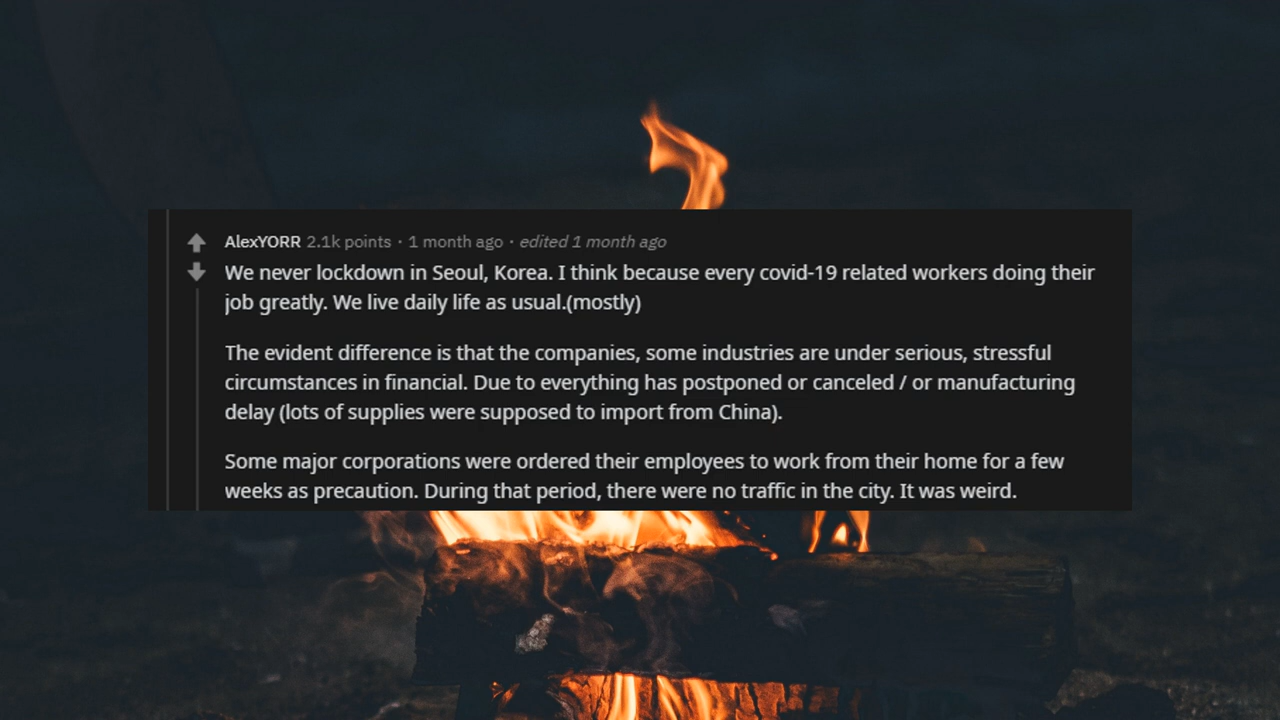 AlexYORR 2.1k points · 1 month ago · edited 1 month ago
We never lockdown in Seoul, Korea. I think because every covid-19 related workers doing their
job greatly. We live daily life as usual.(mostly)
The evident difference is that the companies, some industries are under serious, stressful
circumstances in financial. Due to everything has postponed or canceled / or manufacturing
delay (lots of supplies were supposed to import from China).
Some major corporations were ordered their employees to work from their home for a few
weeks as precaution. During that period, there were no traffic in the city. It was weird.